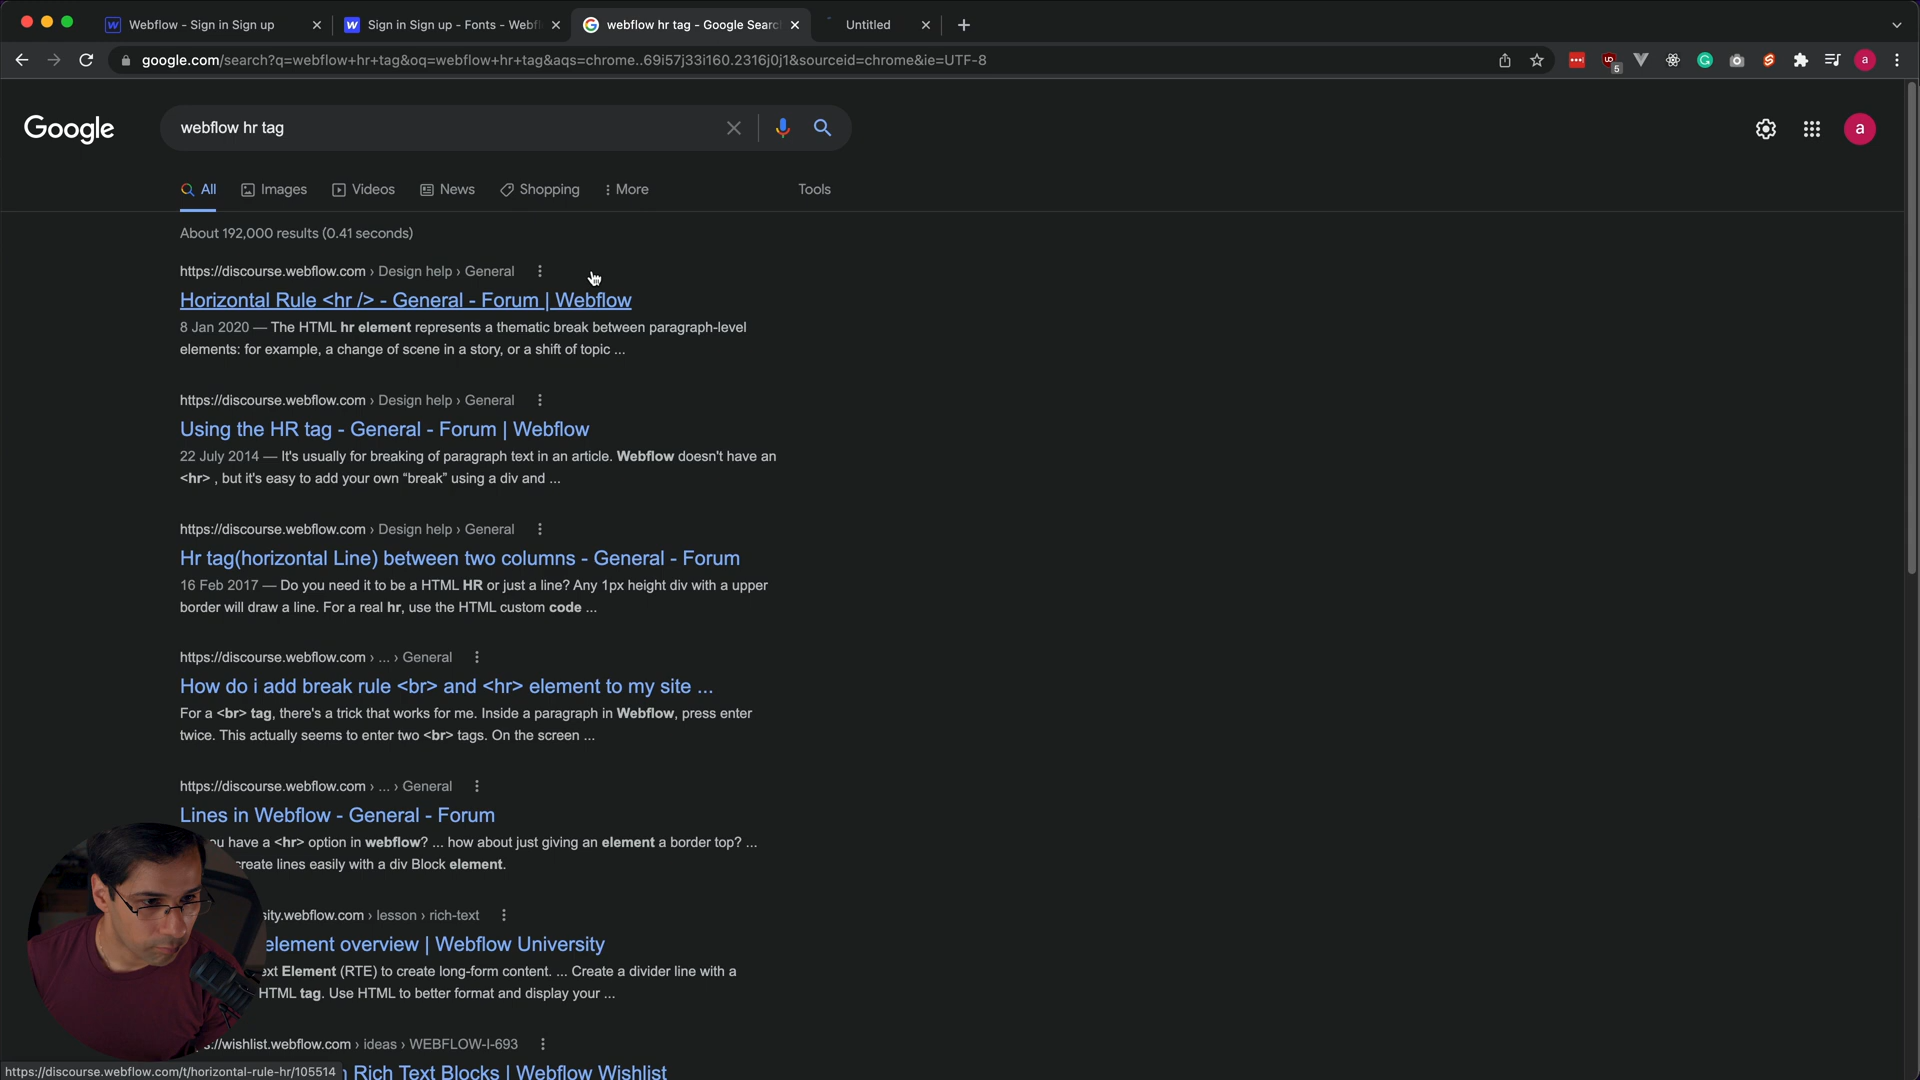 Webflow - Sign in Sign up
Sign in Sign up - Fonts - Webfl
webflow hr tag - Google Searc
Untitled
google.com/search?q=webflow+hr+tag&oq=webflow+hr+tag&aqs=chrome..69i57j33i160.2316j0j1&sourceid=chrome&ie=UTF-8
5
a
Google
webflow hr tag
a
All
Images
Videos
News
Shopping
More
Tools
About 192,000 results (0.41 seconds)
https://discourse.webflow.com › Design help › General
Horizontal Rule <hr /> - General - Forum | Webflow
8 Jan 2020 — The HTML hr element represents a thematic break between paragraph-level
elements: for example, a change of scene in a story, or a shift of topic ...
https://discourse.webflow.com › Design help › General
Using the HR tag - General - Forum | Webflow
22 July 2014 — It's usually for breaking of paragraph text in an article. Webflow doesn't have an
<hr> , but it's easy to add your own “break” using a div and ...
https://discourse.webflow.com › Design help › General
Hr tag(horizontal Line) between two columns - General - Forum
16 Feb 2017 — Do you need it to be a HTML HR or just a line? Any 1px height div with a upper
border will draw a line. For a real hr, use the HTML custom code ...
https://discourse.webflow.com › ... › General
How do i add break rule <br> and <hr> element to my site ...
For a <br> tag, there's a trick that works for me. Inside a paragraph in Webflow, press enter
twice. This actually seems to enter two <br> tags. On the screen ...
https://discourse.webflow.com › ... › General
Lines in Webflow - General - Forum
ou have a <hr> option in webflow? ... how about just giving an element a border top? ...
create lines easily with a div Block element.
sity.webflow.com › lesson › rich-text
element overview | Webflow University
ext Element (RTE) to create long-form content. ... Create a divider line with a
HTML tag. Use HTML to better format and display your ...
://wishlist.webflow.com › ideas › WEBFLOW-I-693
Rich Text Blocks | Webflow Wishlist
https://discourse.webflow.com/t/horizontal-rule-hr/105514